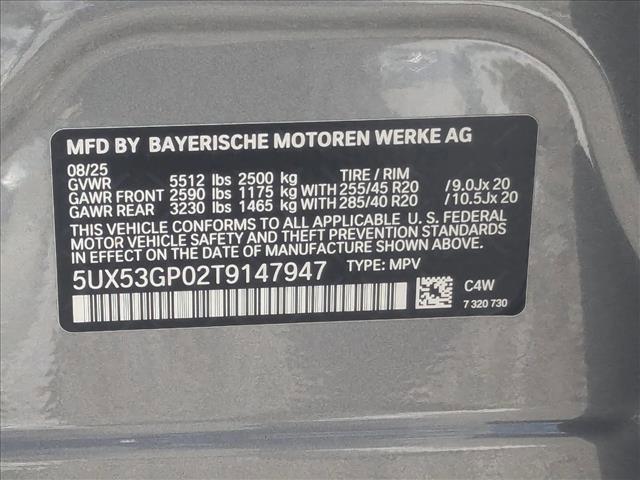 MFD BY BAYERISCHE MOTOREN WERKE AG
08/25
GVWR 5512 lbs 2500 kg TIRE / RIM
GAWR FRONT 2590 lbs 1175 kg WITH 255/45 R20 /9.0Jx 20
GAWR REAR 3230 lbs 1465 kg WITH 285/40 R20 /10.5Jx 20
THIS VEHICLE CONFORMS TO ALL APPLICABLE U. S. FEDERAL
MOTOR VEHICLE SAFETY AND THEFT PREVENTION STANDARDS
IN EFFECT ON THE DATE OF MANUFACTURE SHOWN ABOVE.
5UX53GP02T9147947 TYPE: MPV
C4W
7 320 730